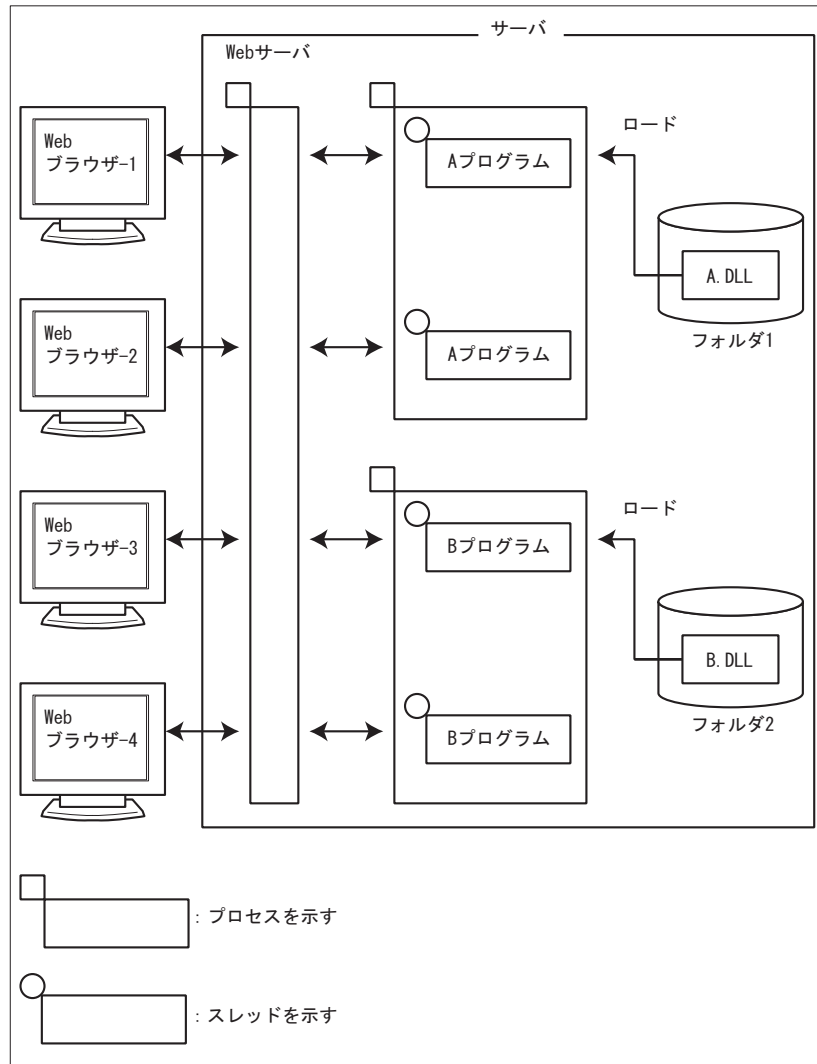 サーバ
Webサーバ
Web
ブラウザ-1
Aプログラム
ロード
A.DLL
フォルダ1
Web
ブラウザ-2
Aプログラム
Web
ブラウザ-3
Bプログラム
ロード
B.DLL
フォルダ2
Web
ブラウザ-4
Bプログラム
：プロセスを示す
：スレッドを示す